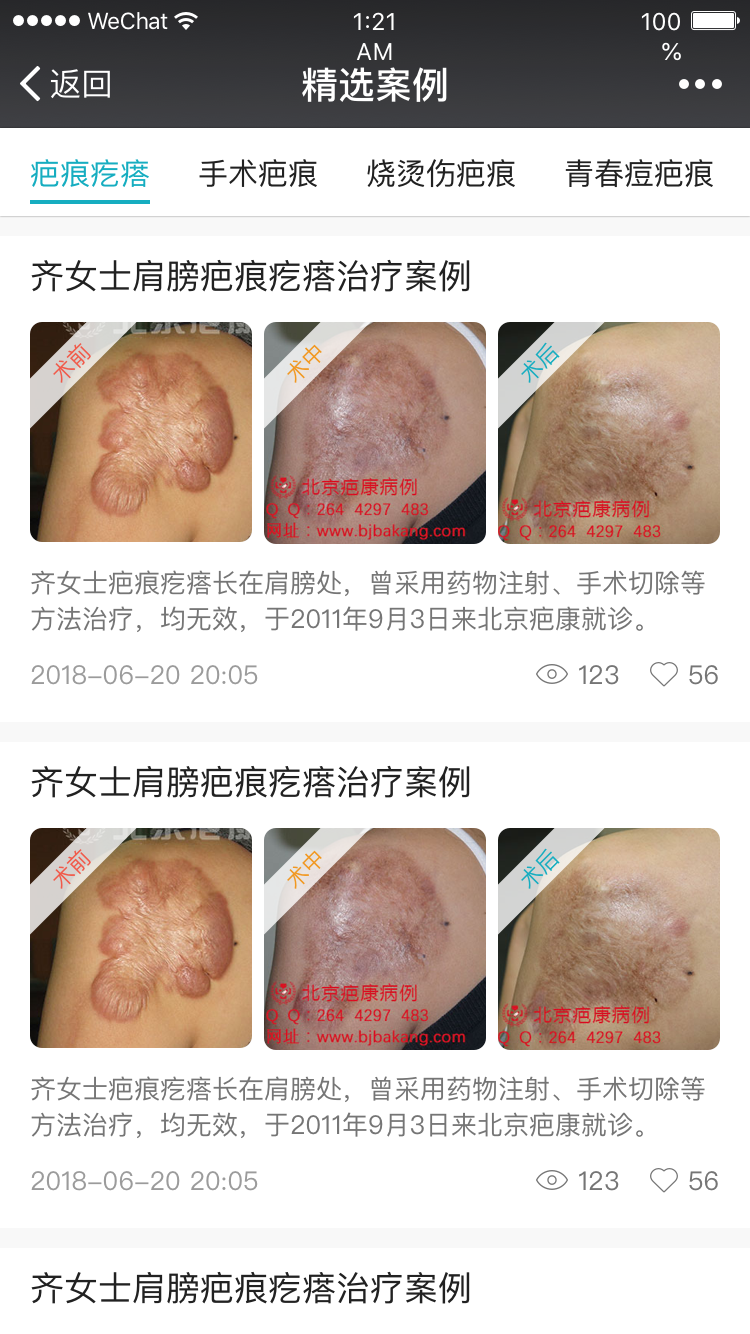 WeChat
1:21 AM
100 %
返回
精选案例
疤痕疙瘩
手术疤痕
烧烫伤疤痕
青春痘疤痕
齐女士肩膀疤痕疙瘩治疗案例
术前
术中
术后
北京疤康病例
Q Q：264 4297 483
网址：www.bjbakang.com
北京疤康病例
Q Q：264 4297 483
齐女士疤痕疙瘩长在肩膀处，曾采用药物注射、手术切除等
方法治疗，均无效，于2011年9月3日来北京疤康就诊。
2018-06-20 20:05
123
56
齐女士肩膀疤痕疙瘩治疗案例
术前
术中
术后
北京疤康病例
Q Q：264 4297 483
网址：www.bjbakang.com
北京疤康病例
Q Q：264 4297 483
齐女士疤痕疙瘩长在肩膀处，曾采用药物注射、手术切除等
方法治疗，均无效，于2011年9月3日来北京疤康就诊。
2018-06-20 20:05
123
56
齐女士肩膀疤痕疙瘩治疗案例